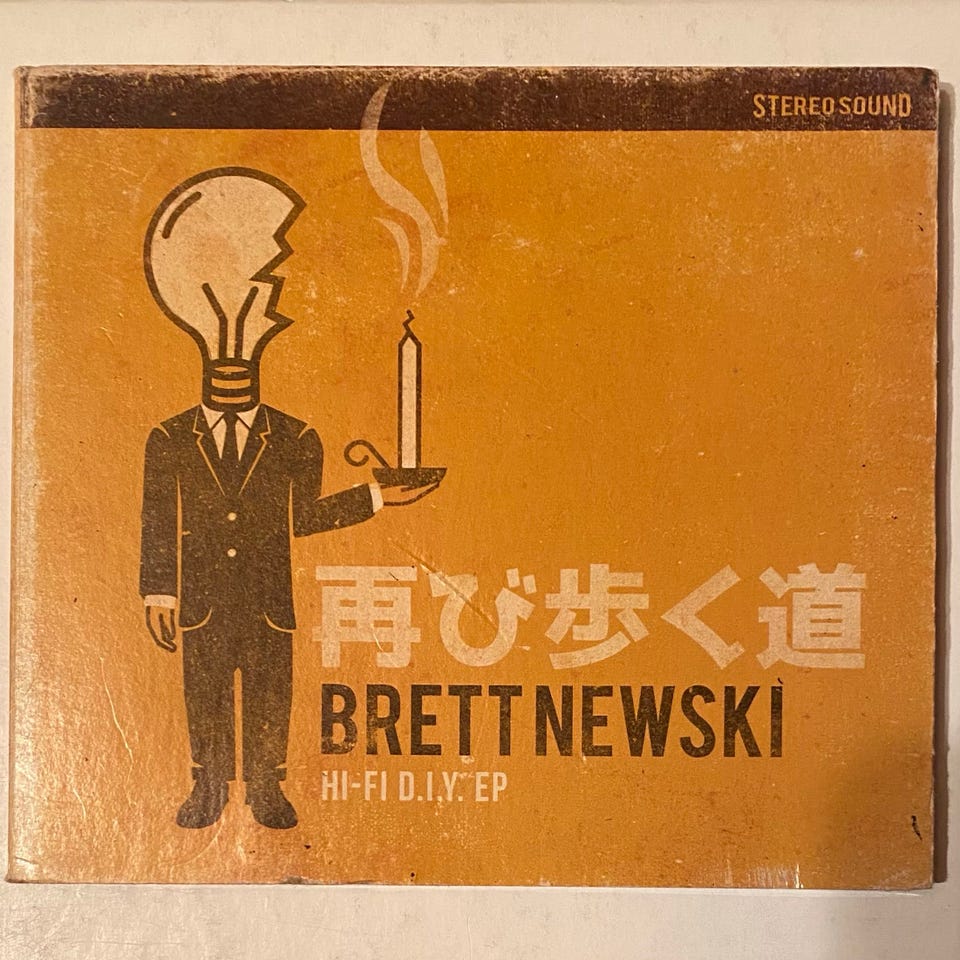 STEREO SOUND
再び歩く道
BRETT NEWSKI
HI-FI D.I.Y. EP